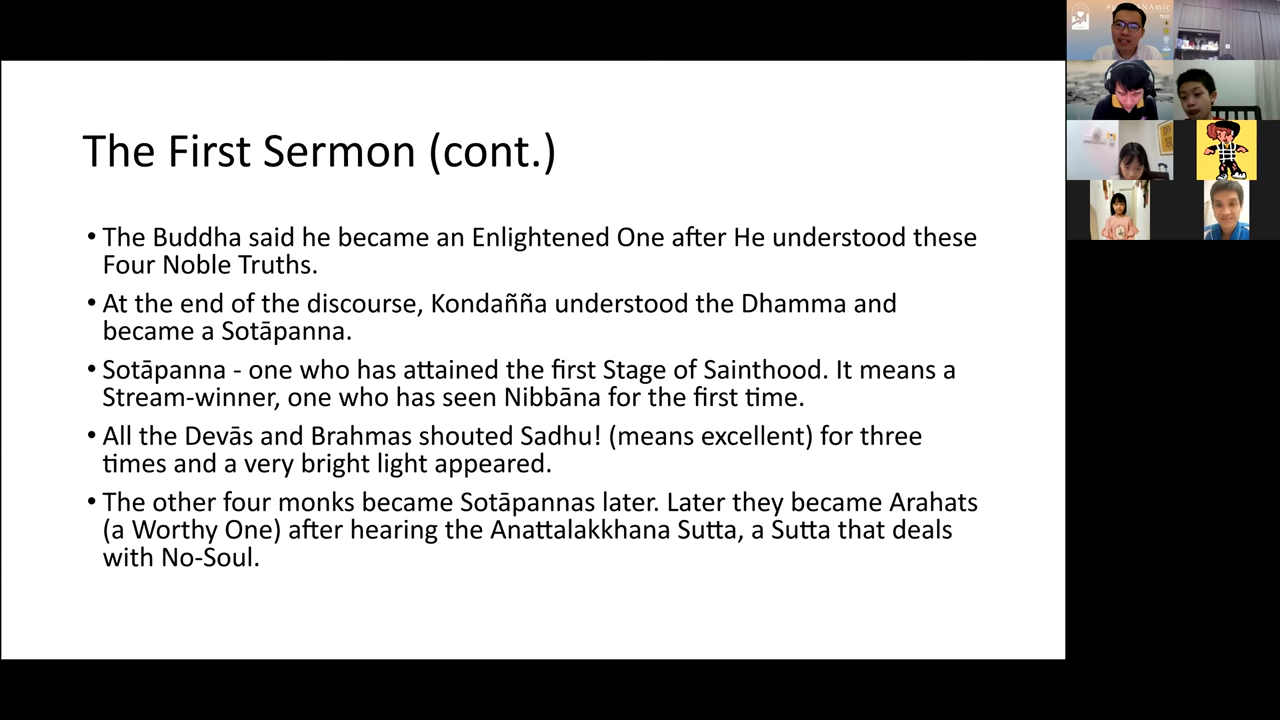 The First Sermon (cont.)
• The Buddha said he became an Enlightened One after He understood these
Four Noble Truths.
• At the end of the discourse, Kondañña understood the Dhamma and
became a Sotāpanna.
• Sotāpanna - one who has attained the first Stage of Sainthood. It means a
Stream-winner, one who has seen Nibbāna for the first time.
• All the Devās and Brahmas shouted Sadhu! (means excellent) for three
times and a very bright light appeared.
• The other four monks became Sotāpannas later. Later they became Arahats
(a Worthy One) after hearing the Anattalakkhana Sutta, a Sutta that deals
with No-Soul.